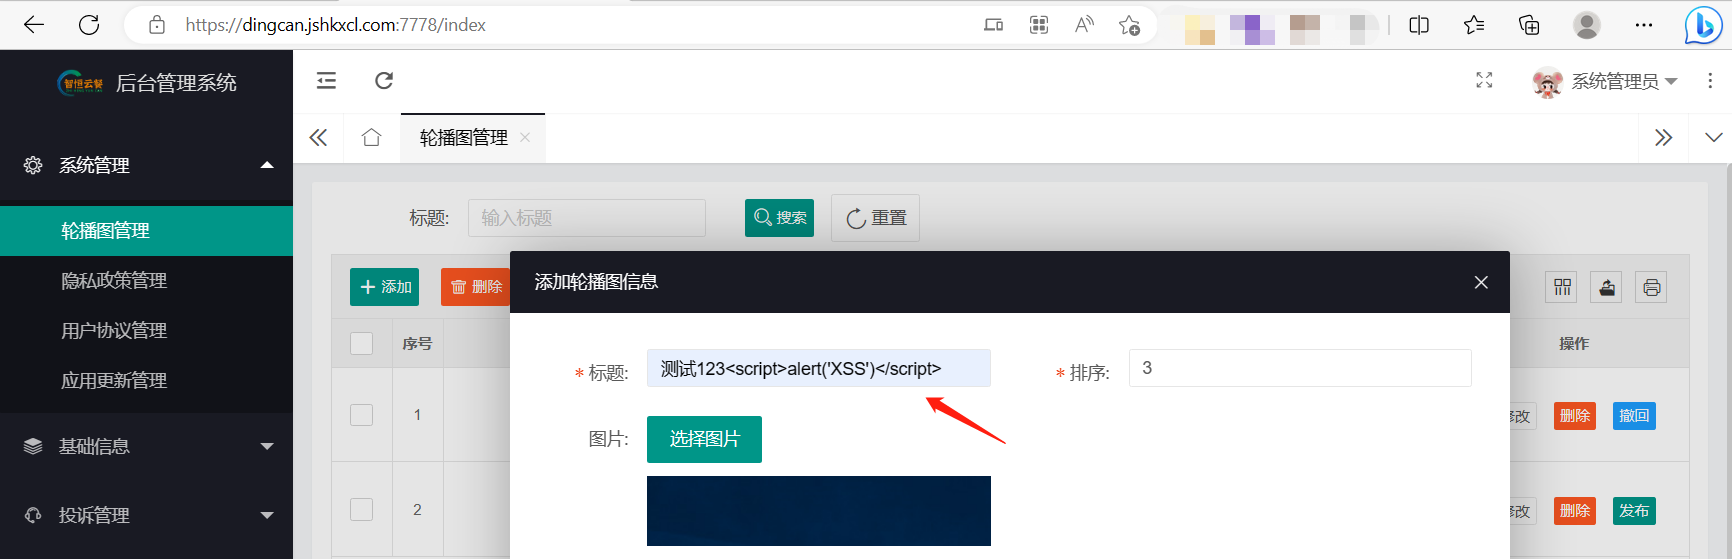 https://dingcan.jshkxcl.com:7778/index
智恒云餐 后台管理系统
系统管理员
轮播图管理
系统管理
轮播图管理
隐私政策管理
用户协议管理
应用更新管理
基础信息
投诉管理
标题: 输入标题 搜索 重置
添加 删除
序号 操作
1 修改 删除 撤回
2 修改 删除 发布
添加轮播图信息
* 标题: 测试123<script>alert('XSS')</script> * 排序: 3
图片: 选择图片